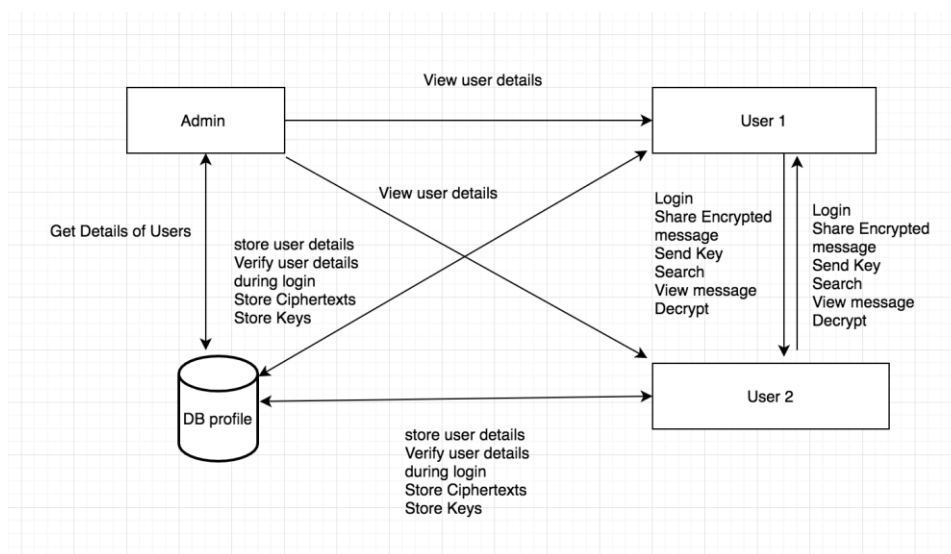 View user details
Admin
User 1
View user details
Login
Share Encrypted
message
Send Key
Search
View message
Decrypt
Login
Share Encrypted
message
Send Key
Search
View message
Decrypt
Get Details of Users
store user details
Verify user details
during login
Store Ciphertexts
Store Keys
DB profile
User 2
store user details
Verify user details
during login
Store Ciphertexts
Store Keys